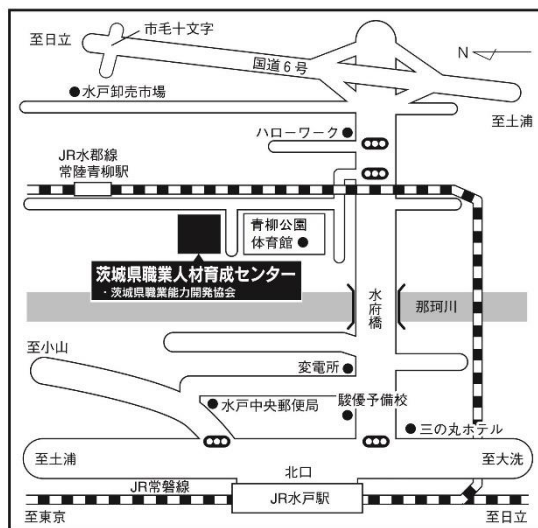 市毛十文字
至日立
国道6号
N
水戸卸売市場
至土浦
ハローワーク
JR水郡線
常陸青柳駅
青柳公園
体育館
茨城県職業人材育成センター
・茨城県職業能力開発協会
水府橋
那珂川
至小山
変電所
水戸中央郵便局
駿優予備校
三の丸ホテル
至土浦
北口
至大洗
JR常磐線
JR水戸駅
至東京
至日立